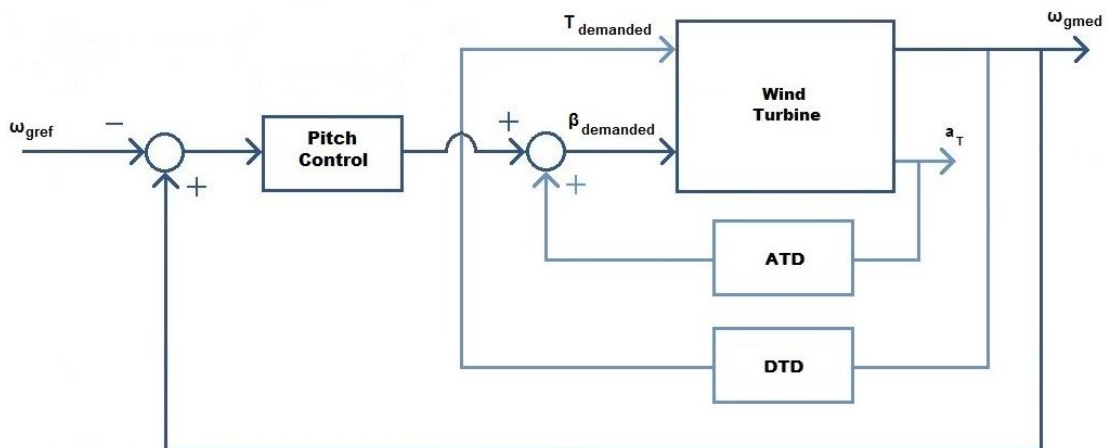 T demanded
ω gmed
ω gref
−
+
Pitch
Control
+
+
β demanded
Wind
Turbine
a T
ATD
DTD